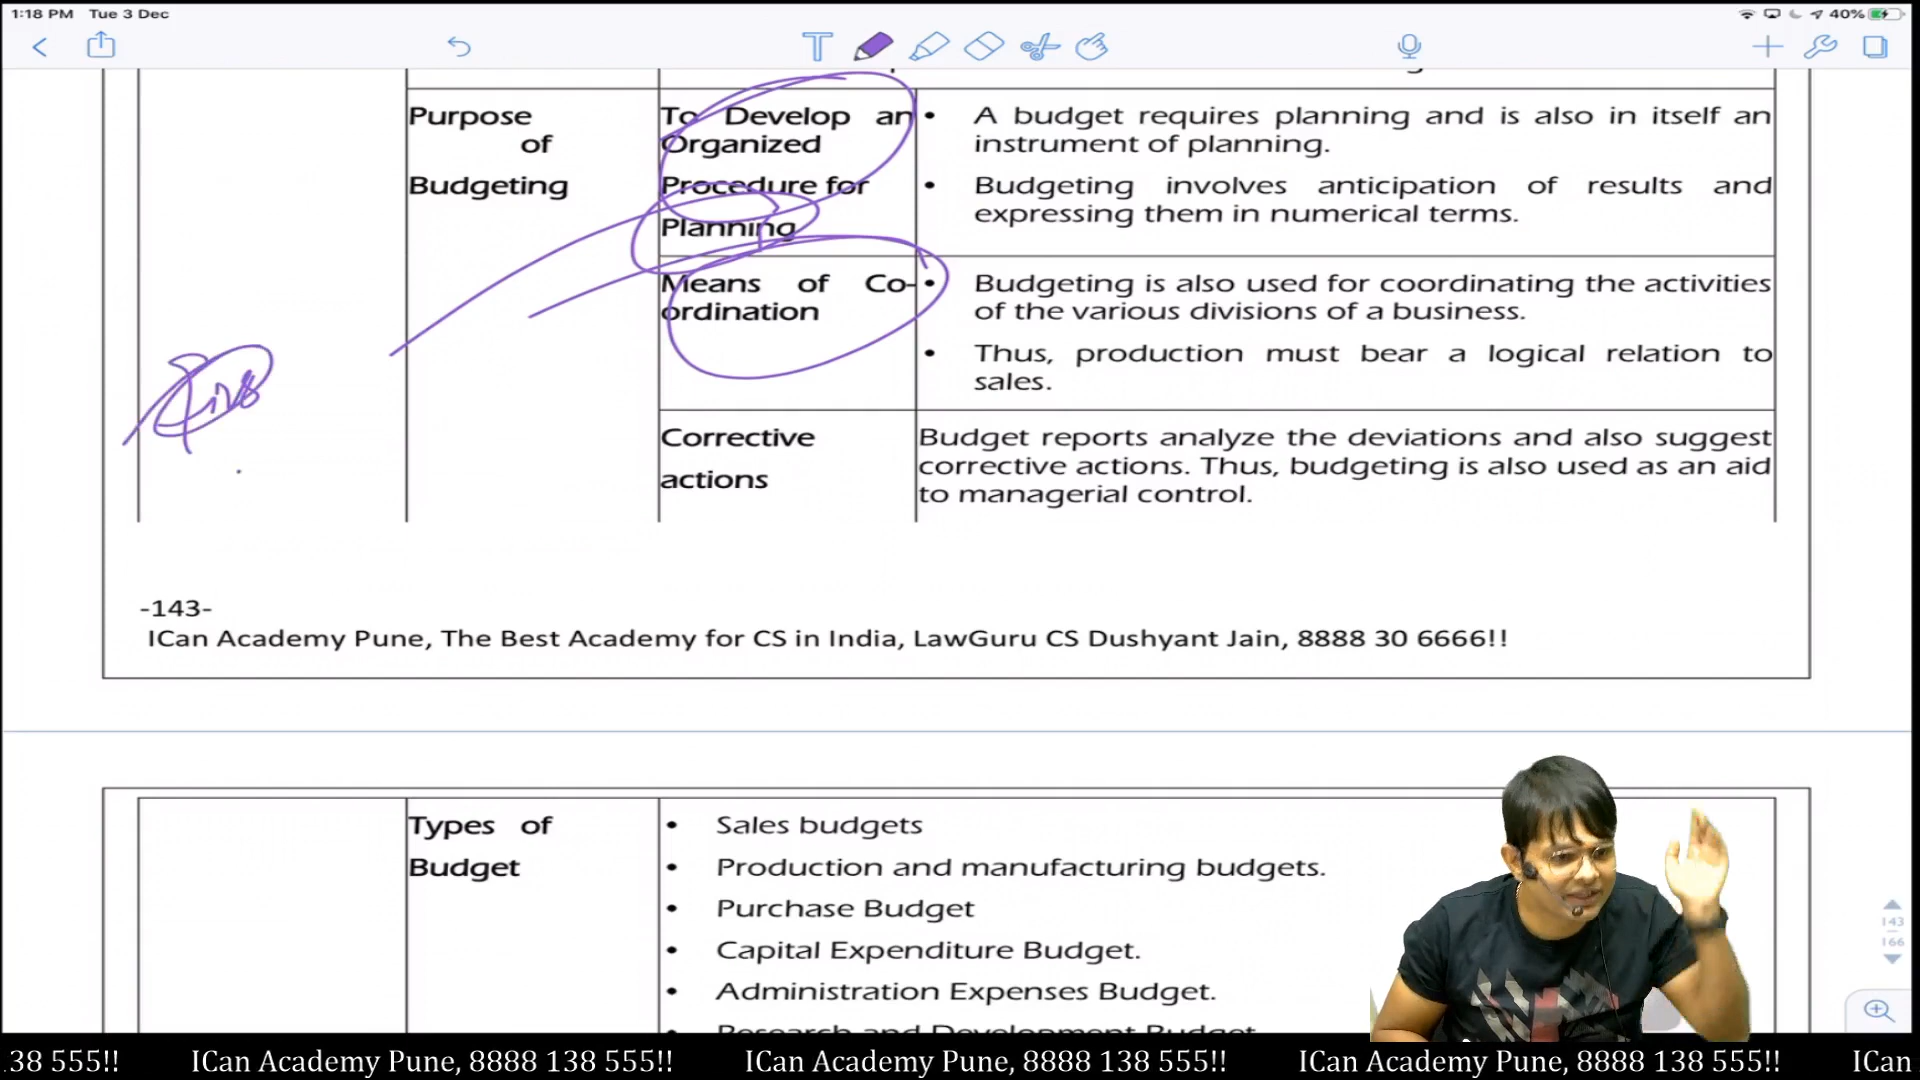 1:18 PM Tue 3 Dec
40%
Purpose
of
Budgeting
To Develop an
Organized
Procedure for
Planning
• A budget requires planning and is also in itself an
instrument of planning.
• Budgeting involves anticipation of results and
expressing them in numerical terms.
Means of Co-
ordination
• Budgeting is also used for coordinating the activities
of the various divisions of a business.
• Thus, production must bear a logical relation to
sales.
Corrective
actions
Budget reports analyze the deviations and also suggest
corrective actions. Thus, budgeting is also used as an aid
to managerial control.
-143-
ICan Academy Pune, The Best Academy for CS in India, LawGuru CS Dushyant Jain, 8888 30 6666!!
Types of
Budget
• Sales budgets
• Production and manufacturing budgets.
• Purchase Budget
• Capital Expenditure Budget.
• Administration Expenses Budget.
• Research and Development Budget
143
166
38 555!! ICan Academy Pune, 8888 138 555!! ICan Academy Pune, 8888 138 555!! ICan Academy Pune, 8888 138 555!! ICan